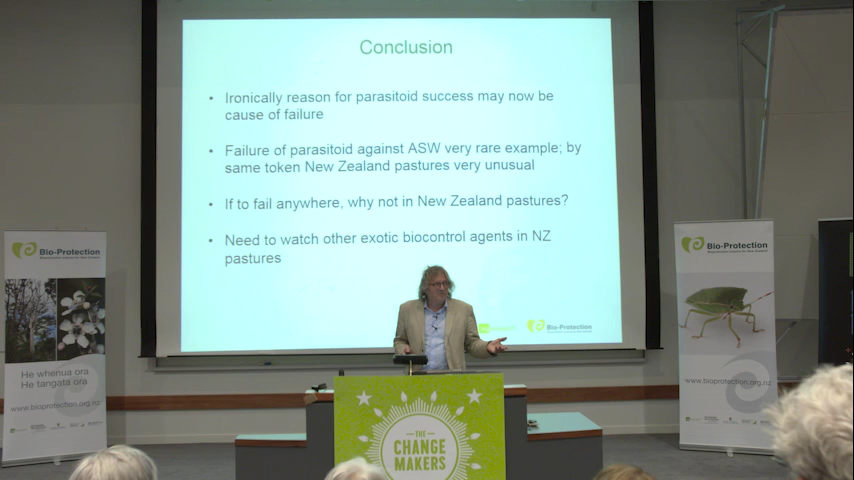 Conclusion
• Ironically reason for parasitoid success may now be
cause of failure
• Failure of parasitoid against ASW very rare example; by
same token New Zealand pastures very unusual
• If to fail anywhere, why not in New Zealand pastures?
• Need to watch other exotic biocontrol agents in NZ
pastures
Bio-Protection
Bio-Protection
He whenua ora
He tangata ora
www.bioprotection.org.nz
Bio-Protection
www.bioprotection.org.nz
THE
CHANGE
MAKERS